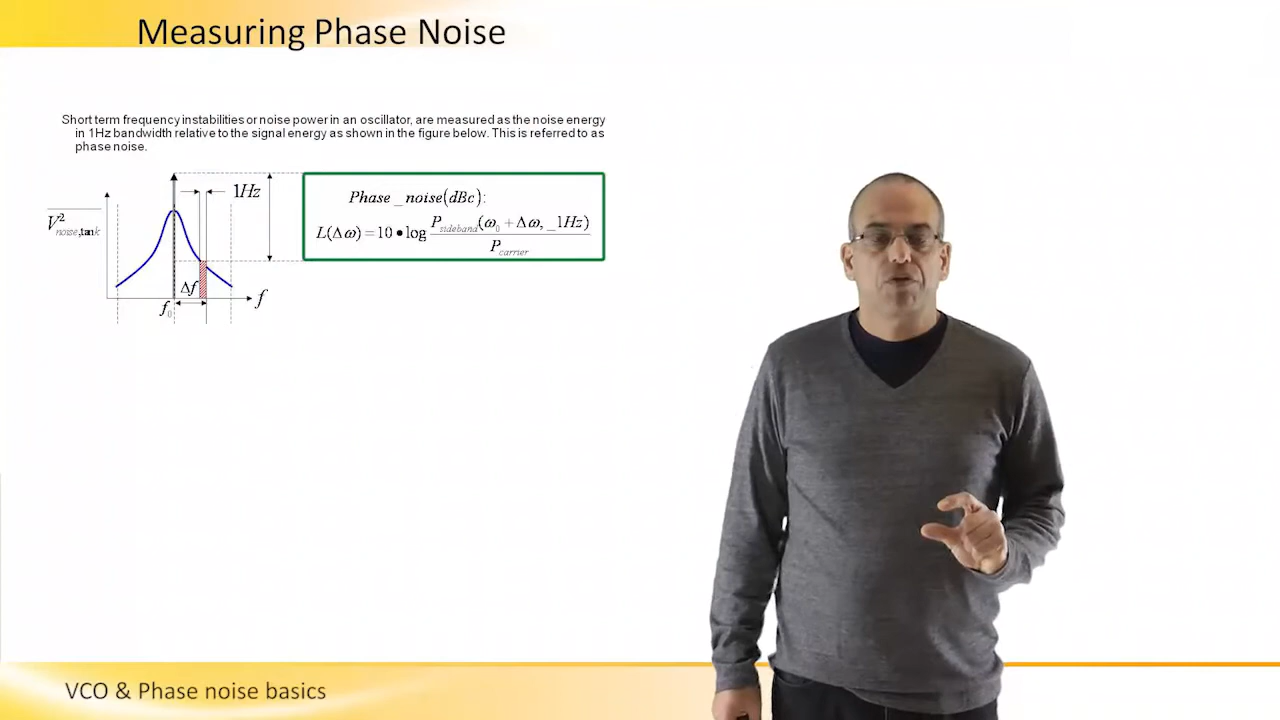 Measuring Phase Noise
Short term frequency instabilities or noise power in an oscillator, are measured as the noise energy
in 1Hz bandwidth relative to the signal energy as shown in the figure below. This is referred to as
phase noise.
1Hz
V²noise,tank
Δf
f₀
f
Phase _ noise(dBc):
L(Δω) = 10 • log P_sideband(ω₀ + Δω, _1Hz) / P_carrier
VCO & Phase noise basics